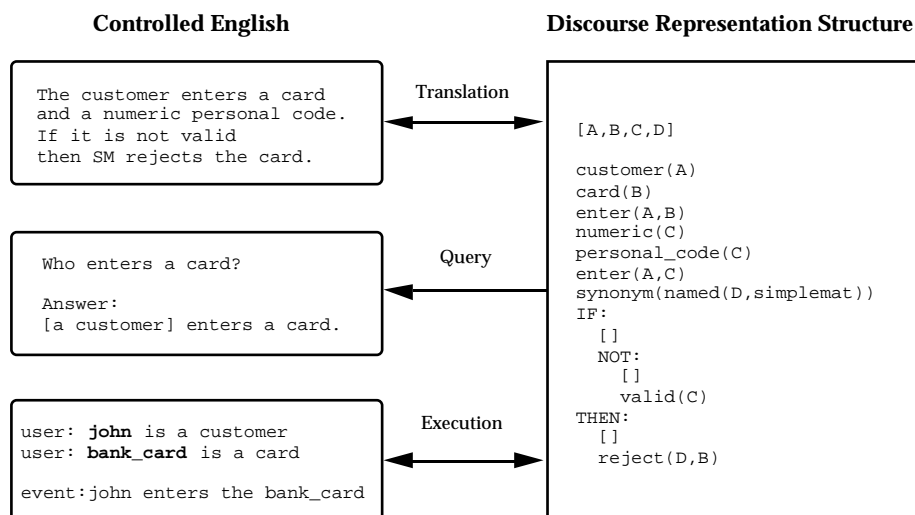 Controlled English
Discourse Representation Structure
The customer enters a card
and a numeric personal code.
If it is not valid
then SM rejects the card.
Translation
Who enters a card?
Answer:
[a customer] enters a card.
Query
user: john is a customer
user: bank_card is a card
event:john enters the bank_card
Execution
[A,B,C,D]
customer(A)
card(B)
enter(A,B)
numeric(C)
personal_code(C)
enter(A,C)
synonym(named(D,simplemat))
IF:
[]
NOT:
[]
valid(C)
THEN:
[]
reject(D,B)